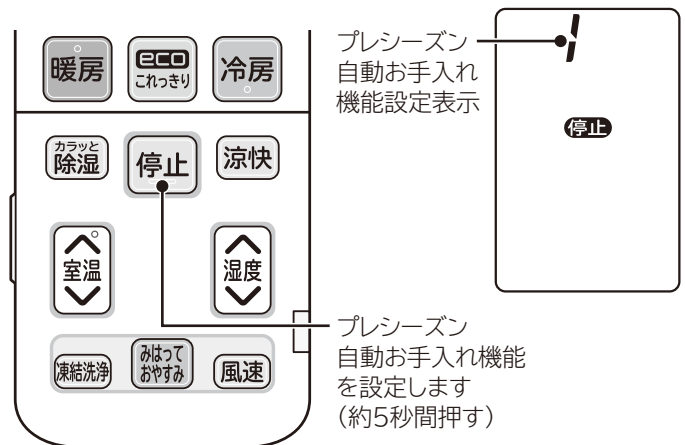 暖房
eco
これっきり
冷房
プレシーズン
自動お手入れ
機能設定表示
停止
カラッと
除湿
停止
涼快
室温
湿度
プレシーズン
自動お手入れ機能
を設定します
（約5秒間押す）
凍結洗浄
みはって
おやすみ
風速